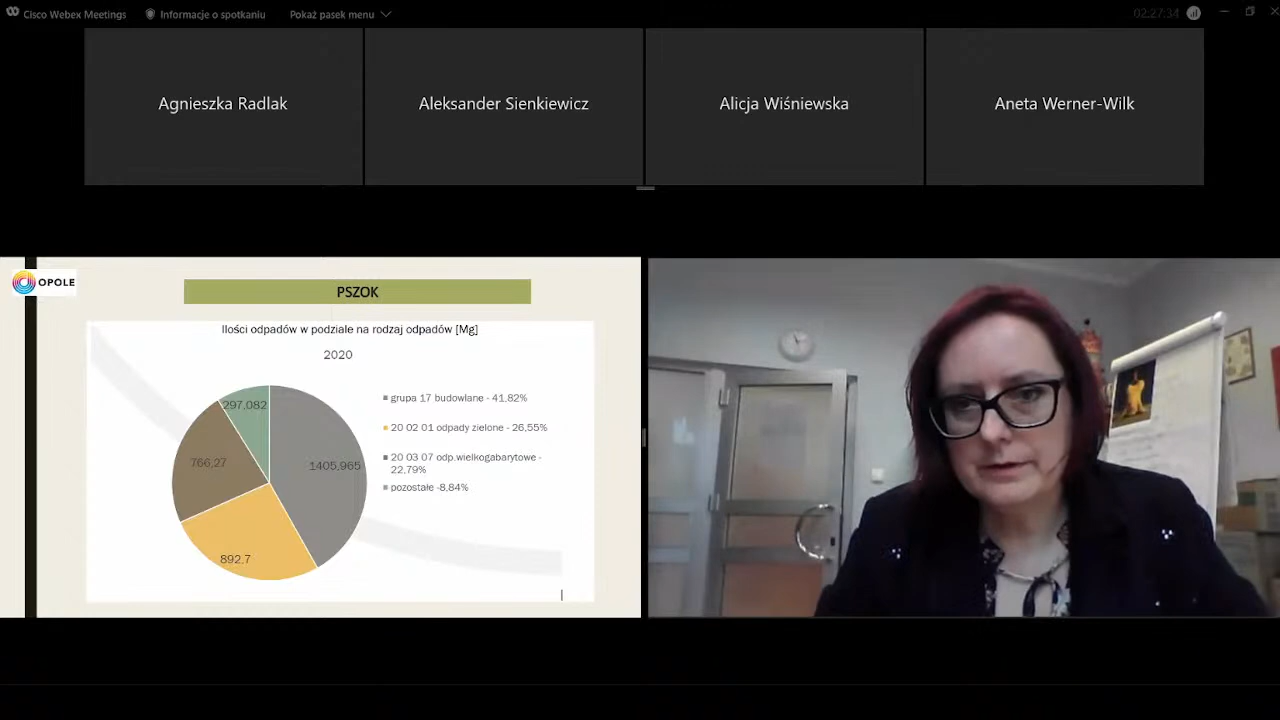 Cisco Webex Meetings
Informacje o spotkaniu
Pokaż pasek menu
02:27:34
Agnieszka Radlak
Aleksander Sienkiewicz
Alicja Wiśniewska
Aneta Werner-Wilk
OPOLE
PSZOK
Ilości odpadów w podziale na rodzaj odpadów [Mg]
2020
297,082
766,27
1405,965
892,7
grupa 17 budowlane - 41,82%
20 02 01 odpady zielone - 26,55%
20 03 07 odp.wielkogabarytowe -
22,79%
pozostałe -8,84%